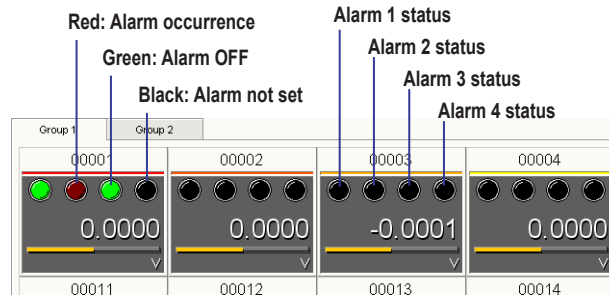 Red: Alarm occurrence
Green: Alarm OFF
Black: Alarm not set
Alarm 1 status
Alarm 2 status
Alarm 3 status
Alarm 4 status
Group 1 Group 2
00001 00002 00003 00004
0.0000 0.0000 -0.0001 0.0000
V V V V
00011 00012 00013 00014